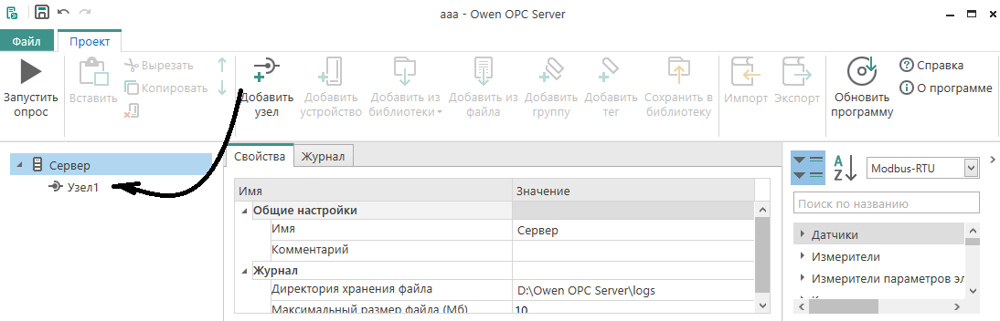 aaa - Owen OPC Server
Файл Проект
Запустить опрос
Вставить
Вырезать
Копировать
Добавить узел
Добавить устройство
Добавить из библиотеки
Добавить из файла
Добавить группу
Добавить тег
Сохранить в библиотеку
Импорт
Экспорт
Обновить программу
Справка
О программе
Сервер
Узел1
Свойства Журнал
Имя Значение
Общие настройки
Имя Сервер
Комментарий
Журнал
Директория хранения файла D:\Owen OPC Server\logs
Максимальный размер файла (Мб) 10
A
Z
Modbus-RTU
Поиск по названию
Датчики
Измерители
Измерители параметров эл